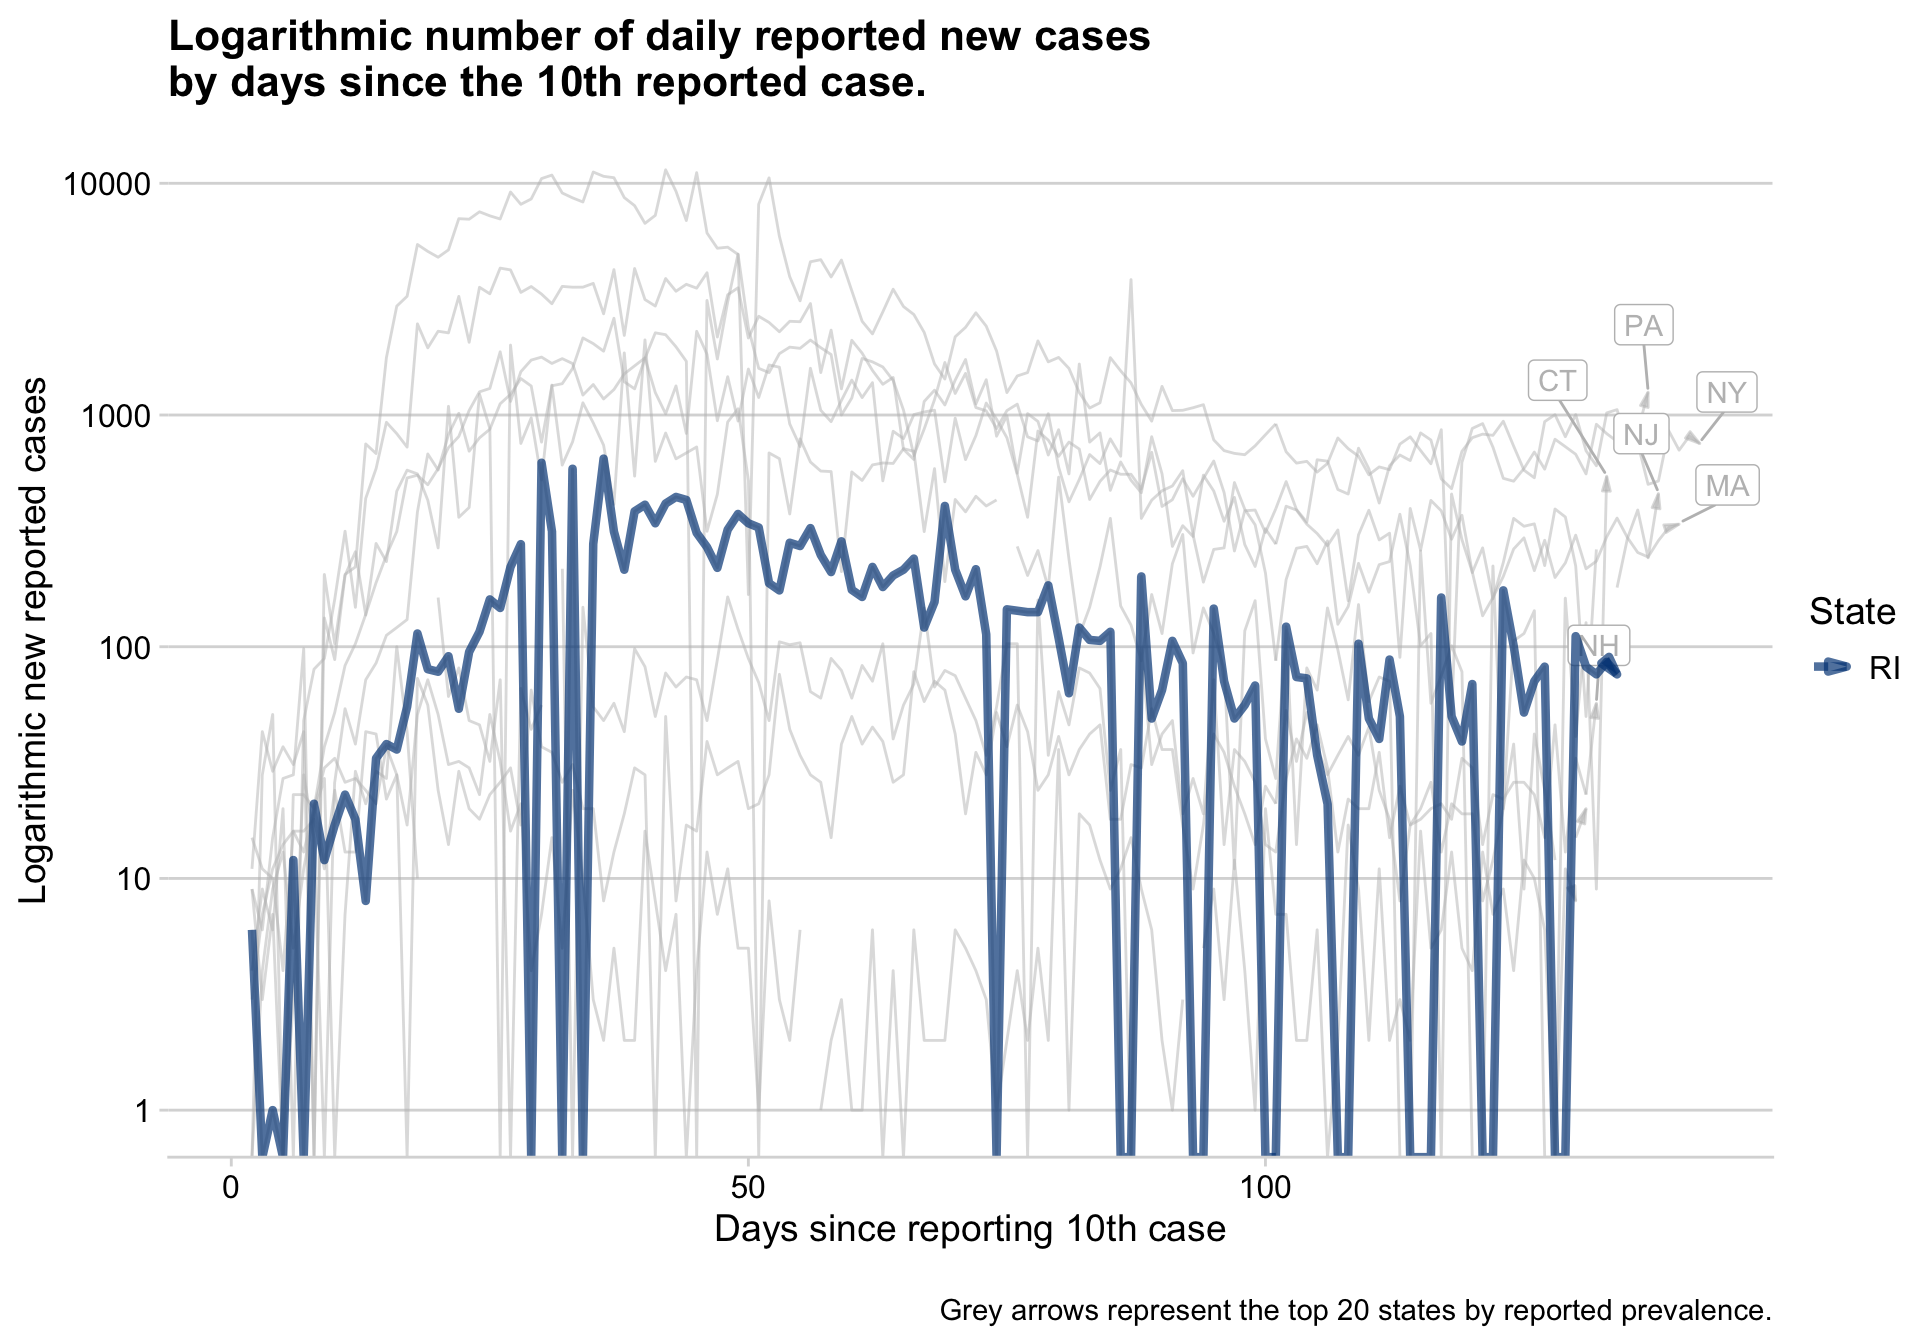 Logarithmic number of daily reported new cases
by days since the 10th reported case.
Logarithmic new reported cases
10000
1000
100
10
1
PA
CT
NY
NJ
MA
NH
State
RI
0
50
100
Days since reporting 10th case
Grey arrows represent the top 20 states by reported prevalence.